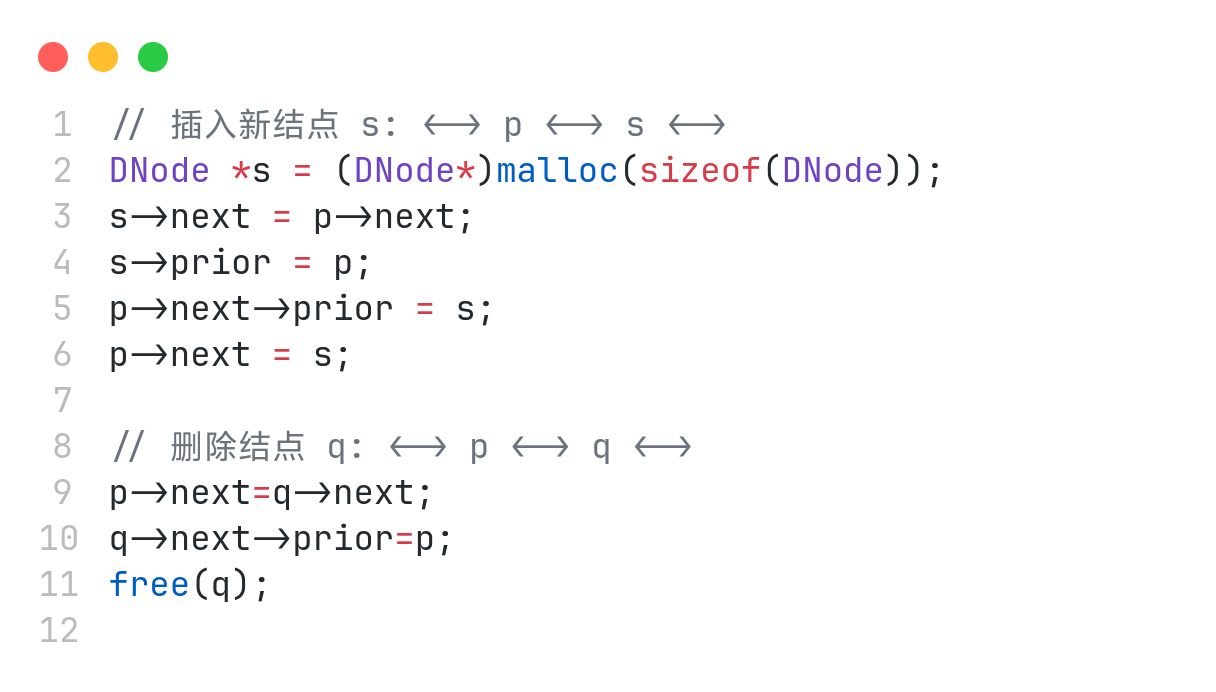 1 // 插入新结点 s: <—> p <—> s <—>
2 DNode *s = (DNode*)malloc(sizeof(DNode));
3 s->next = p->next;
4 s->prior = p;
5 p->next->prior = s;
6 p->next = s;
7
8 // 删除结点 q: <—> p <—> q <—>
9 p->next=q->next;
10 q->next->prior=p;
11 free(q);
12